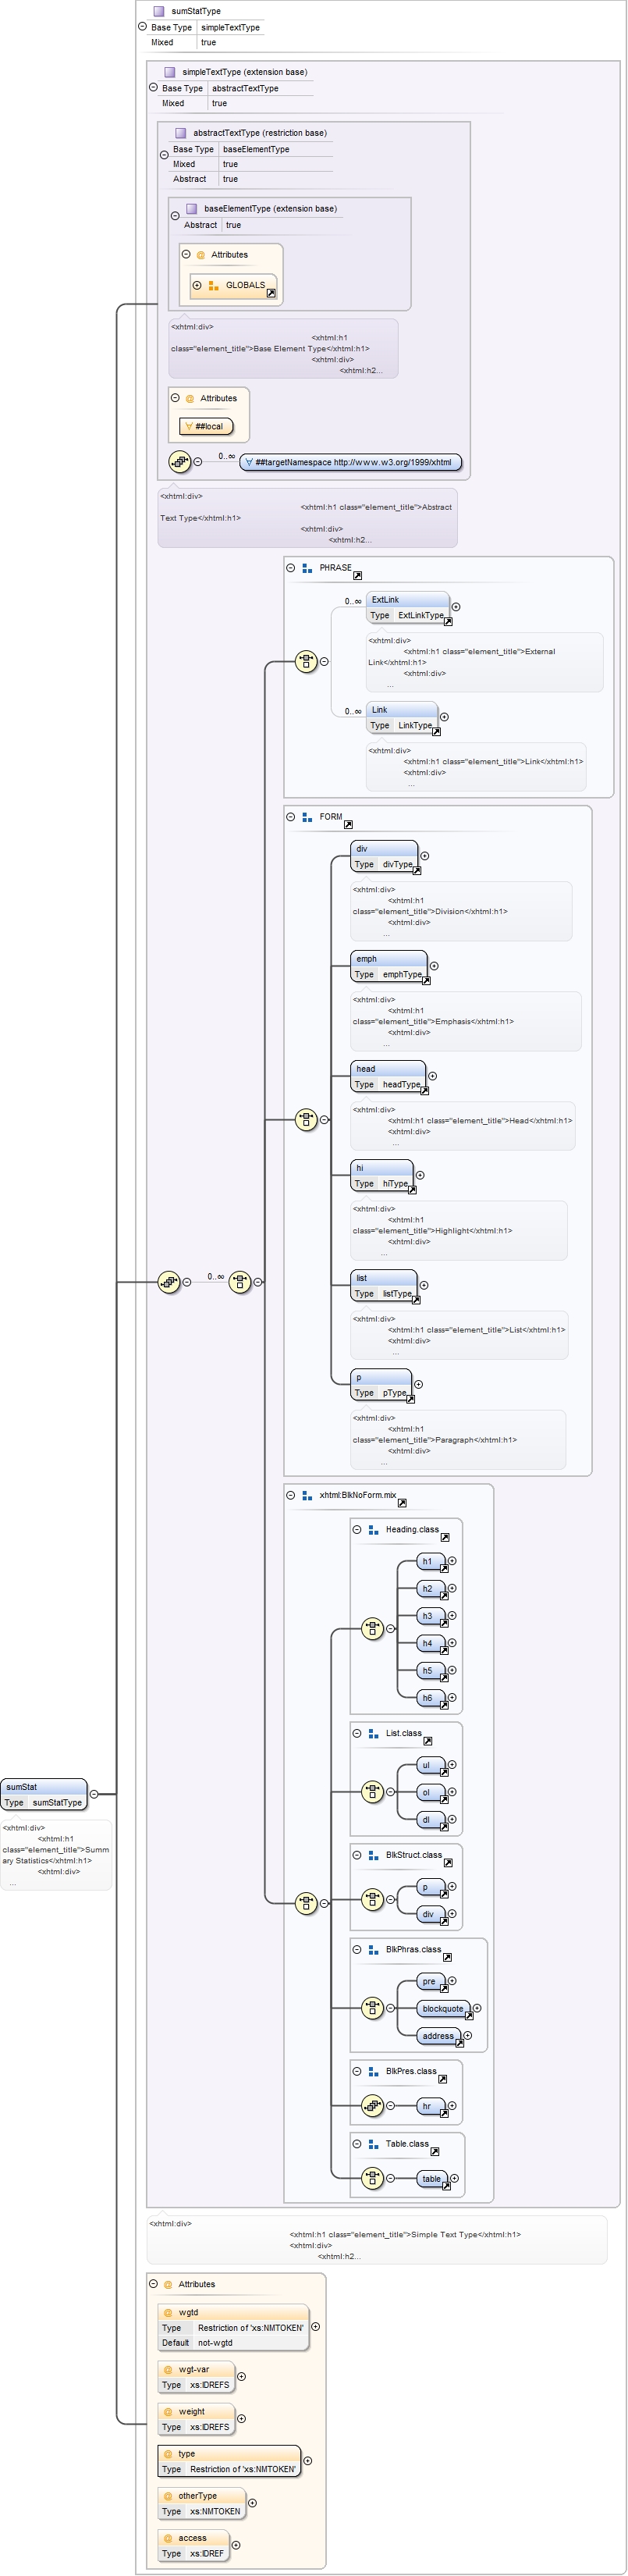 sumStatType
Base Type simpleTextType
Mixed true
simpleTextType (extension base)
Base Type abstractTextType
Mixed true
abstractTextType (restriction base)
Base Type baseElementType
Mixed true
Abstract true
baseElementType (extension base)
Abstract true
@ Attributes
GLOBALS
<xhtml:div>
<xhtml:h1
class="element_title">Base Element Type</xhtml:h1>
<xhtml:div>
<xhtml:h2...
@ Attributes
##local
0..∞
##targetNamespace http://www.w3.org/1999/xhtml
<xhtml:div>
<xhtml:h1 class="element_title">Abstract
Text Type</xhtml:h1>
<xhtml:div>
<xhtml:h2...
PHRASE
0..∞
ExtLink
Type ExtLinkType
<xhtml:div>
<xhtml:h1 class="element_title">External
Link</xhtml:h1>
<xhtml:div>
...
0..∞
Link
Type LinkType
<xhtml:div>
<xhtml:h1 class="element_title">Link</xhtml:h1>
<xhtml:div>
...
FORM
div
Type divType
<xhtml:div>
<xhtml:h1
class="element_title">Division</xhtml:h1>
<xhtml:div>
...
emph
Type emphType
<xhtml:div>
<xhtml:h1
class="element_title">Emphasis</xhtml:h1>
<xhtml:div>
...
head
Type headType
<xhtml:div>
<xhtml:h1 class="element_title">Head</xhtml:h1>
<xhtml:div>
...
hi
Type hiType
<xhtml:div>
<xhtml:h1
class="element_title">Highlight</xhtml:h1>
<xhtml:div>
...
0..∞
list
Type listType
<xhtml:div>
<xhtml:h1 class="element_title">List</xhtml:h1>
<xhtml:div>
...
p
Type pType
<xhtml:div>
<xhtml:h1
class="element_title">Paragraph</xhtml:h1>
<xhtml:div>
...
xhtml:BlkNoForm.mix
Heading.class
h1
h2
h3
h4
h5
h6
List.class
ul
ol
dl
sumStat
Type sumStatType
<xhtml:div>
<xhtml:h1
class="element_title">Summ
ary Statistics</xhtml:h1>
<xhtml:div>
...
BlkStruct.class
p
div
BlkPhras.class
pre
blockquote
address
BlkPres.class
hr
Table.class
table
<xhtml:div>
<xhtml:h1 class="element_title">Simple Text Type</xhtml:h1>
<xhtml:div>
<xhtml:h2...
@ Attributes
@ wgtd
Type Restriction of 'xs:NMTOKEN'
Default not-wgtd
@ wgt-var
Type xs:IDREFS
@ weight
Type xs:IDREFS
@ type
Type Restriction of 'xs:NMTOKEN'
@ otherType
Type xs:NMTOKEN
@ access
Type xs:IDREF